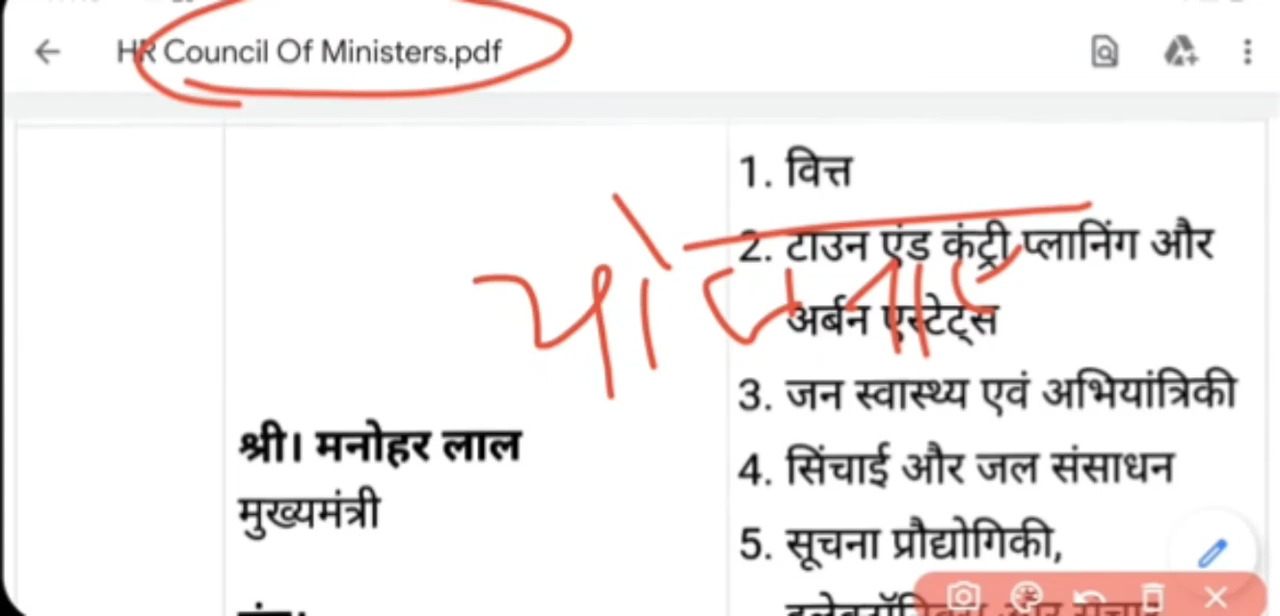 HR Council Of Ministers.pdf
1. वित्त
2. टाउन एंड कंट्री प्लानिंग और
अर्बन एस्टेट्स
योजनाए
3. जन स्वास्थ्य एवं अभियांत्रिकी
श्री। मनोहर लाल
मुख्यमंत्री
4. सिंचाई और जल संसाधन
5. सूचना प्रौद्योगिकी,